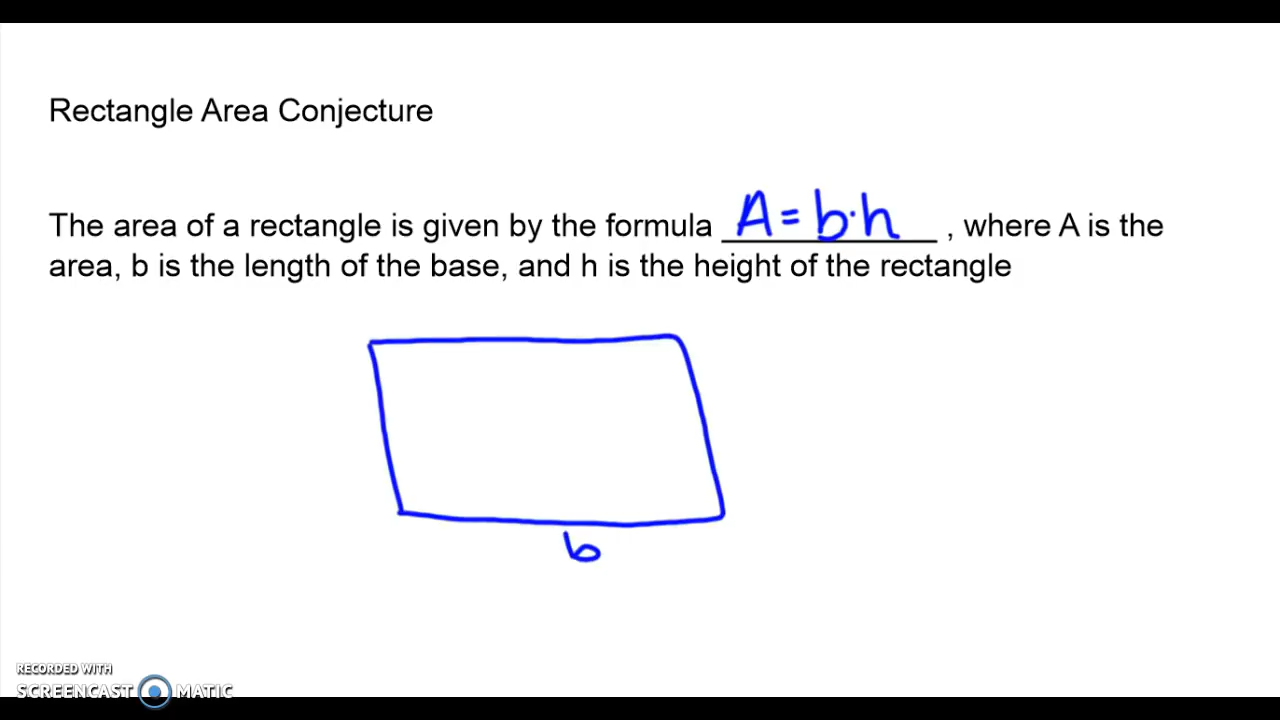 Rectangle Area Conjecture
The area of a rectangle is given by the formula A = b·h , where A is the
area, b is the length of the base, and h is the height of the rectangle
b
RECORDED WITH
SCREENCAST MATIC